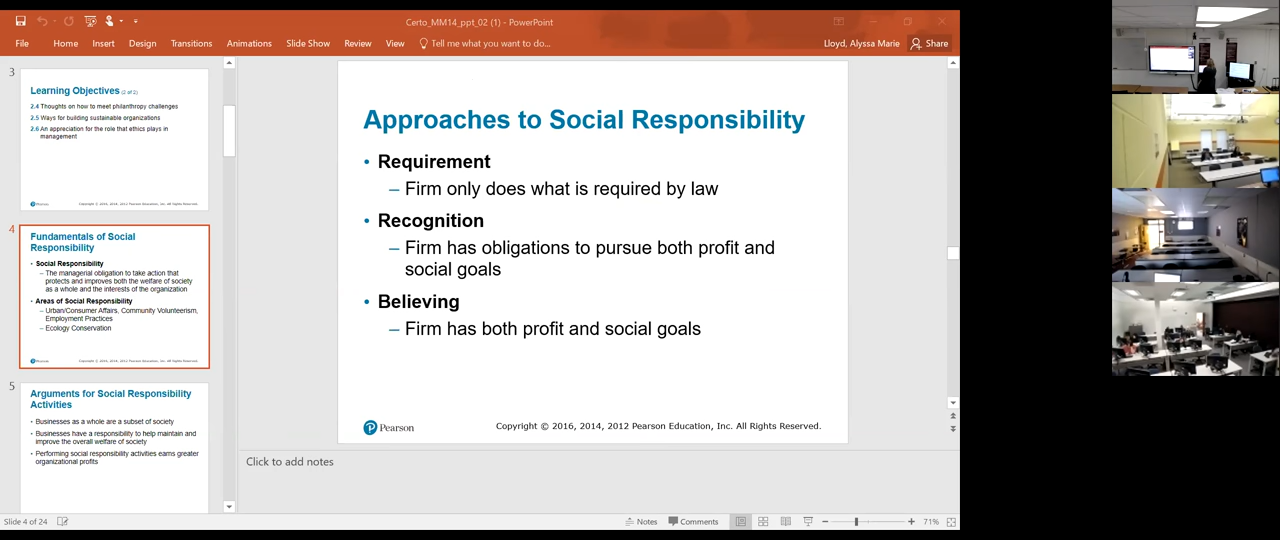 Certo_MM14_ppt_02 (1) - PowerPoint
File Home Insert Design Transitions Animations Slide Show Review View Tell me what you want to do... Lloyd, Alyssa Marie Share
3
Learning Objectives (2 of 2)
2.4 Thoughts on how to meet philanthropy challenges
2.5 Ways for building sustainable organizations
2.6 An appreciation for the role that ethics plays in
management
Pearson
Copyright © 2016, 2014, 2012 Pearson Education, Inc. All Rights Reserved.
4
Fundamentals of Social
Responsibility
• Social Responsibility
– The managerial obligation to take action that
protects and improves both the welfare of society
as a whole and the interests of the organization
• Areas of Social Responsibility
– Urban/Consumer Affairs, Community Volunteerism,
Employment Practices
– Ecology Conservation
Pearson
Copyright © 2016, 2014, 2012 Pearson Education, Inc. All Rights Reserved.
5
Arguments for Social Responsibility
Activities
• Businesses as a whole are a subset of society
• Businesses have a responsibility to help maintain and
improve the overall welfare of society
• Performing social responsibility activities earns greater
organizational profits
Approaches to Social Responsibility
• Requirement
– Firm only does what is required by law
• Recognition
– Firm has obligations to pursue both profit and
social goals
• Believing
– Firm has both profit and social goals
Pearson
Copyright © 2016, 2014, 2012 Pearson Education, Inc. All Rights Reserved.
Click to add notes
Slide 4 of 24 Notes Comments 71%